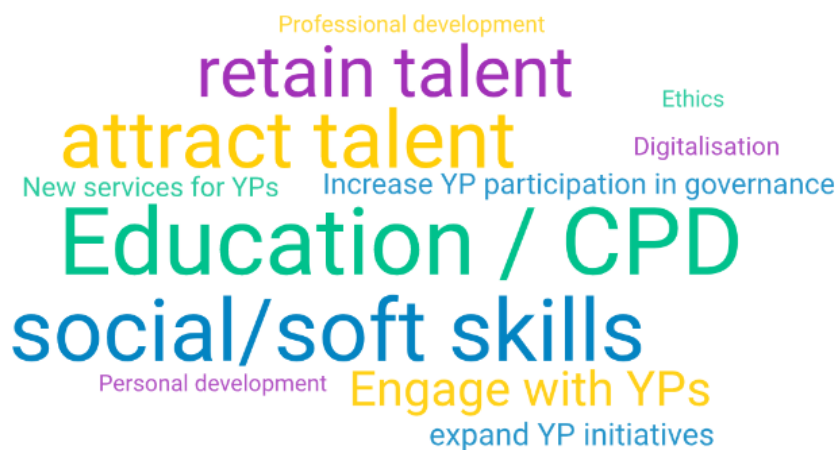 Professional development
retain talent
Ethics
attract talent
Digitalisation
New services for YPs
Increase YP participation in governance
Education / CPD
social/soft skills
Personal development
Engage with YPs
expand YP initiatives